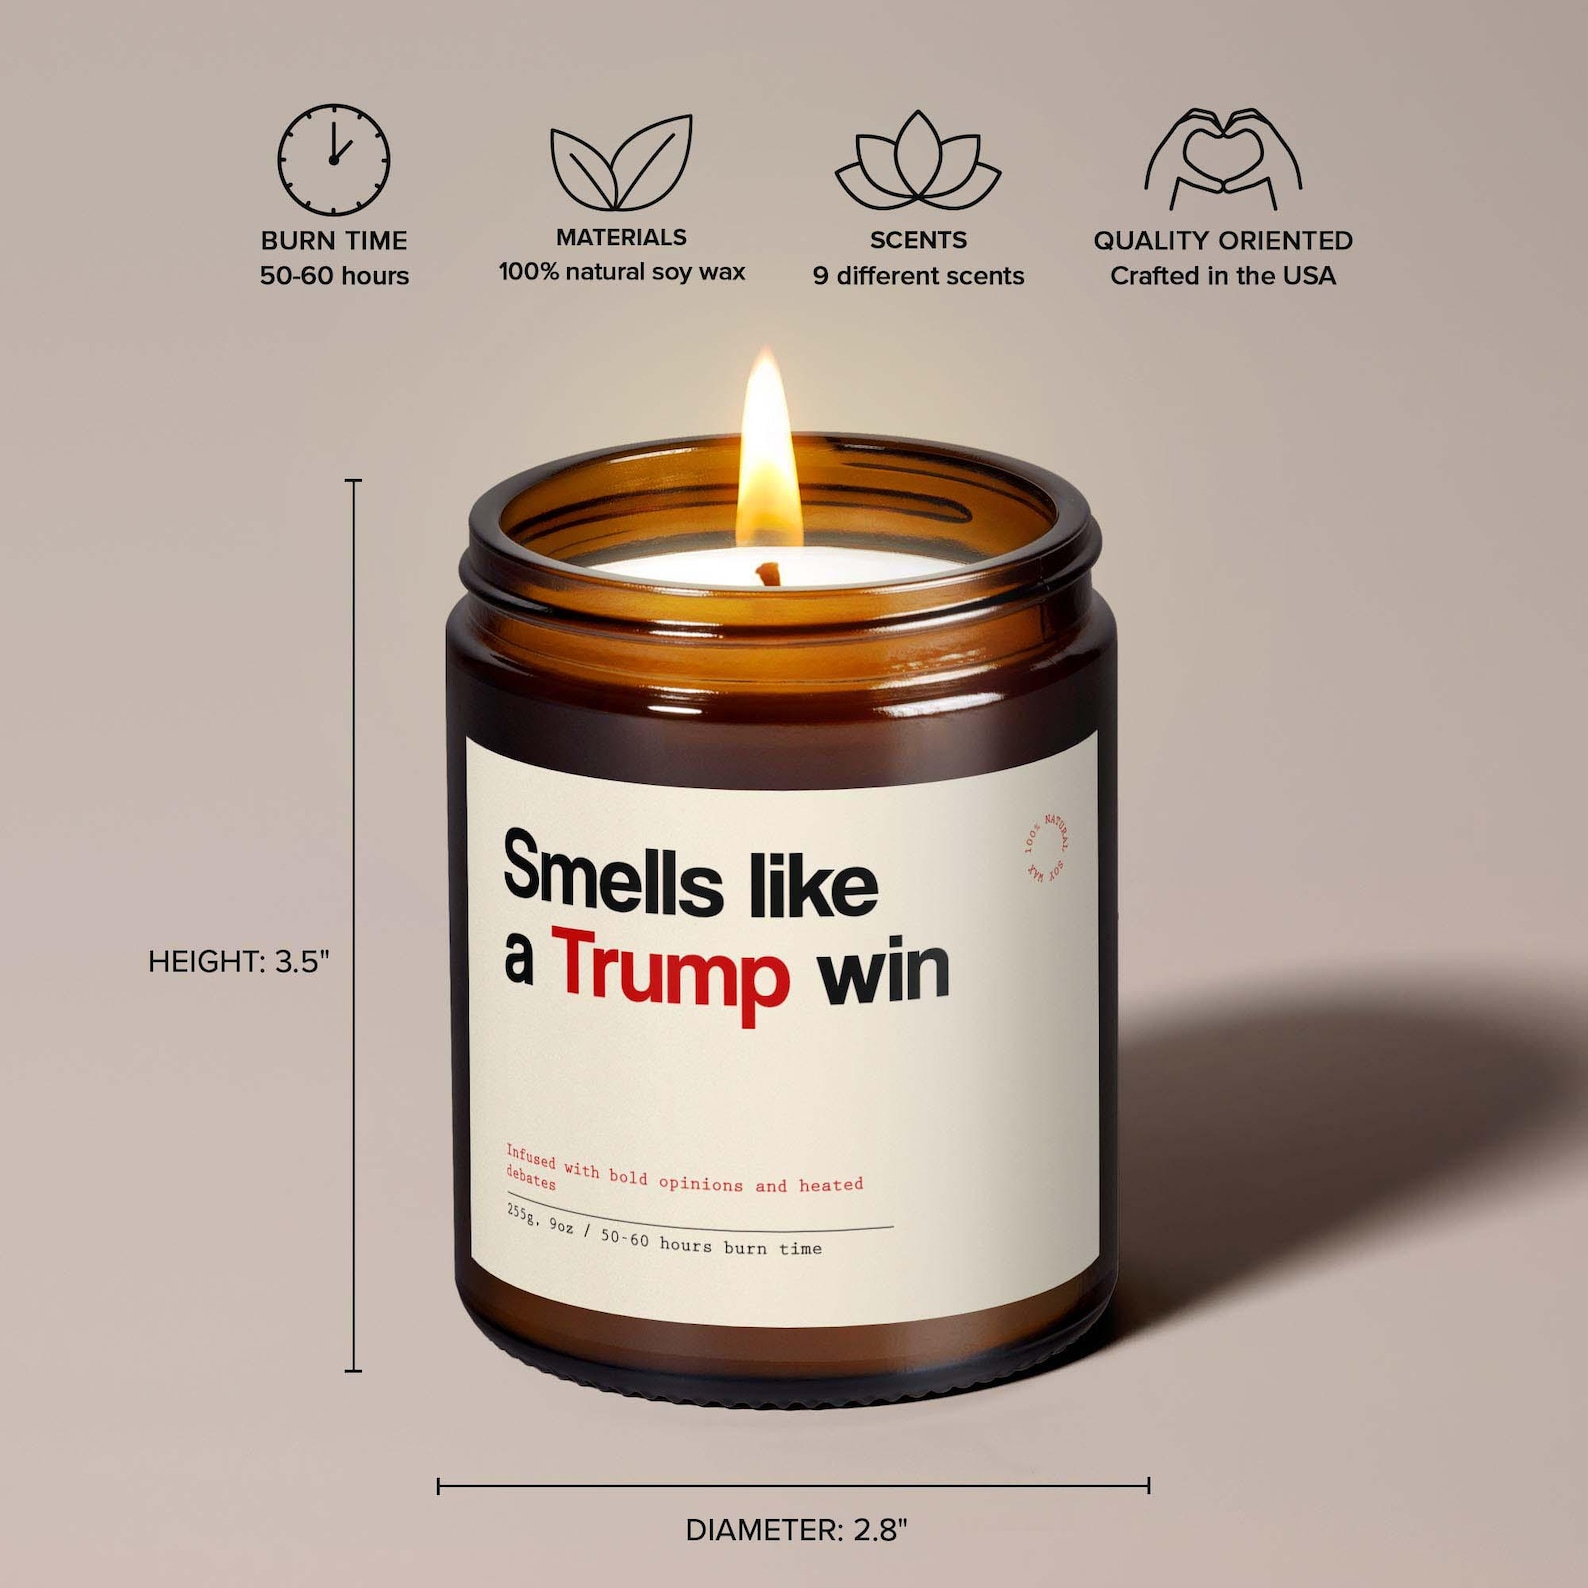 BURN TIME
50-60 hours
MATERIALS
100% natural soy wax
SCENTS
9 different scents
QUALITY ORIENTED
Crafted in the USA
HEIGHT: 3.5"
Smells like
a Trump win
100% NATURAL SOY WAX
Infused with bold opinions and heated
debates
255g, 9oz / 50-60 hours burn time
DIAMETER: 2.8"